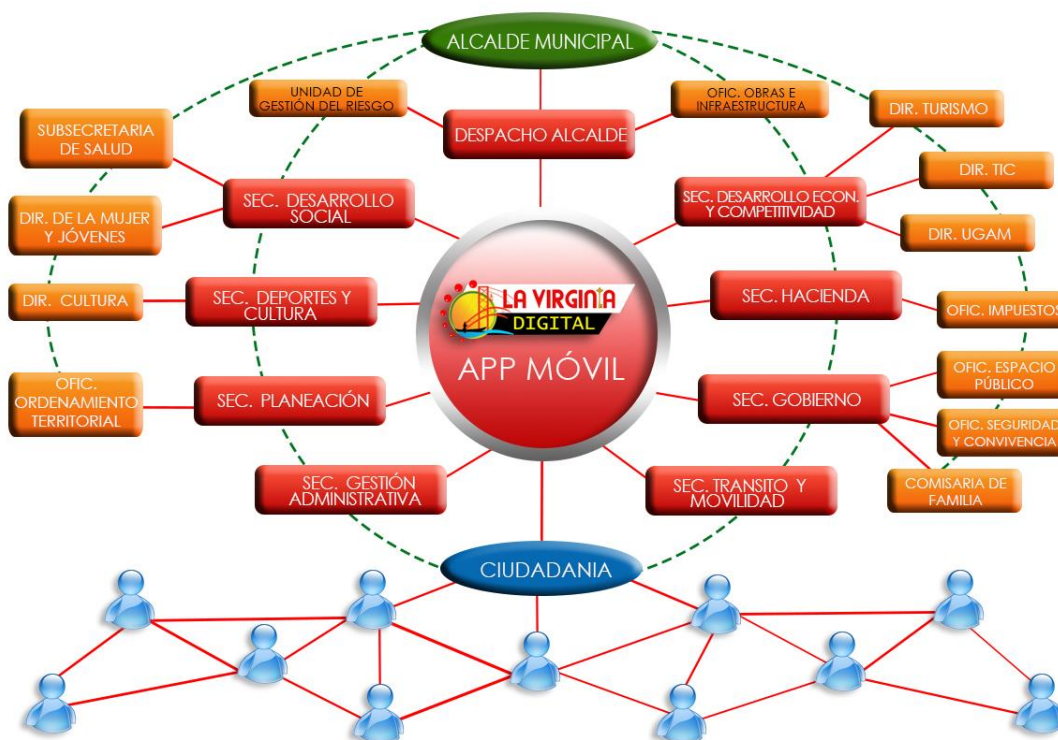 ALCALDE MUNICIPAL
UNIDAD DE
GESTIÓN DEL RIESGO
OFIC. OBRAS E
INFRAESTRUCTURA
DESPACHO ALCALDE
DIR. TURISMO
SUBSECRETARIA
DE SALUD
DIR. TIC
SEC. DESARROLLO
SOCIAL
SEC. DESARROLLO ECON.
Y COMPETITIVIDAD
DIR. DE LA MUJER
Y JÓVENES
DIR. UGAM
DIR. CULTURA
SEC. DEPORTES Y
CULTURA
LA VIRGINIA
DIGITAL
APP MÓVIL
SEC. HACIENDA
OFIC. IMPUESTOS
OFIC.
ORDENAMIENTO
TERRITORIAL
SEC. PLANEACIÓN
SEC. GOBIERNO
OFIC. ESPACIO
PÚBLICO
OFIC. SEGURIDAD
Y CONVIVENCIA
SEC. GESTIÓN
ADMINISTRATIVA
SEC. TRANSITO Y
MOVILIDAD
COMISARIA DE
FAMILIA
CIUDADANIA